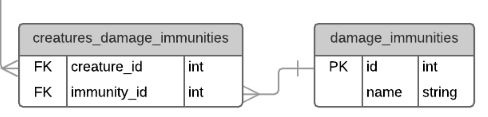 creatures_damage_immunities
FK creature_id int
FK immunity_id int
damage_immunities
PK id int
name string